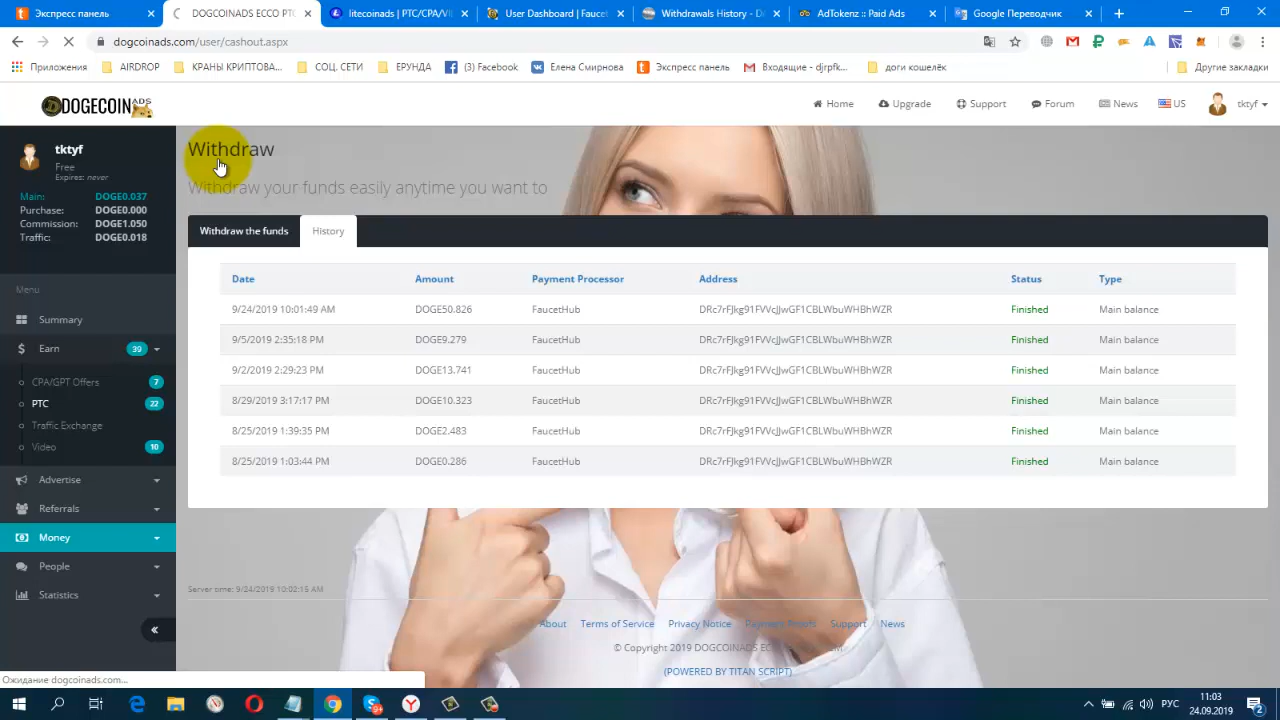 Экспресс панель
DOGCOINADS ECCO PTC
litecoinads | PTC/CPA/VI
User Dashboard | Faucet
Withdrawals History - D
AdTokenz :: Paid Ads
Google Переводчик
dogcoinads.com/user/cashout.aspx
Приложения
AIRDROP
КРАНЫ КРИПТОВА...
СОЦ. СЕТИ
ЕРУНДА
Facebook
Елена Смирнова
Экспресс панель
Входящие - djrpfk...
доги кошелёк
Другие закладки
DOGECOINADS
Home
Upgrade
Support
Forum
News
US
tktyf
tktyf
Free
Expires: never
Main: DOGE0.037
Purchase: DOGE0.000
Commission: DOGE1.050
Traffic: DOGE0.018
Menu
Summary
Earn 39
CPA/GPT Offers 7
PTC 22
Traffic Exchange
Video 10
Advertise
Referrals
Money
People
Statistics
Withdraw
Withdraw your funds easily anytime you want to
Withdraw the funds
History
Date Amount Payment Processor Address Status Type
9/24/2019 10:01:49 AM DOGE50.826 FaucetHub DRc7rFJkg91FVVcJJwGF1CBLWbuWHBhWZR Finished Main balance
9/5/2019 2:35:18 PM DOGE9.279 FaucetHub DRc7rFJkg91FVVcJJwGF1CBLWbuWHBhWZR Finished Main balance
9/2/2019 2:29:23 PM DOGE13.741 FaucetHub DRc7rFJkg91FVVcJJwGF1CBLWbuWHBhWZR Finished Main balance
8/29/2019 3:17:17 PM DOGE10.323 FaucetHub DRc7rFJkg91FVVcJJwGF1CBLWbuWHBhWZR Finished Main balance
8/25/2019 1:39:35 PM DOGE2.483 FaucetHub DRc7rFJkg91FVVcJJwGF1CBLWbuWHBhWZR Finished Main balance
8/25/2019 1:03:44 PM DOGE0.286 FaucetHub DRc7rFJkg91FVVcJJwGF1CBLWbuWHBhWZR Finished Main balance
Server time: 9/24/2019 10:02:15 AM
About Terms of Service Privacy Notice Payment Proofs Support News
© Copyright 2019 DOGCOINADS ECCO
(POWERED BY TITAN SCRIPT)
Ожидание dogcoinads.com...
РУС
11:03
24.09.2019
2